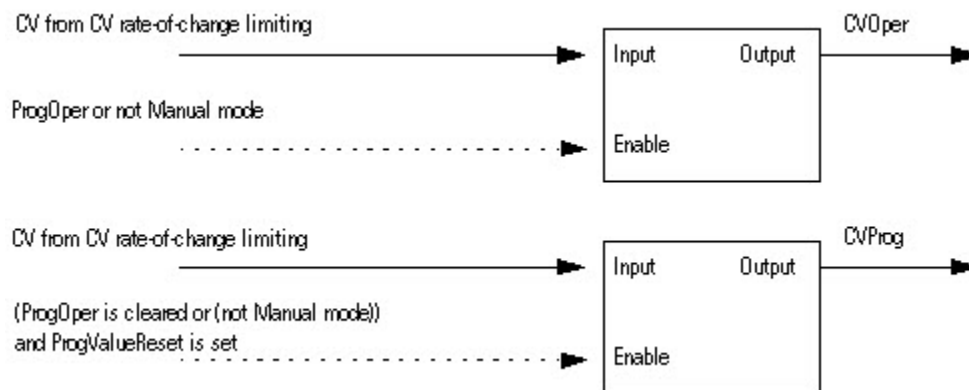 CV from CV rate-of-change limiting
CVOper
Input Output
ProgOper or not Manual mode
Enable
CV from CV rate-of-change limiting
CVProg
Input Output
(ProgOper is cleared or (not Manual mode))
and ProgValueReset is set
Enable